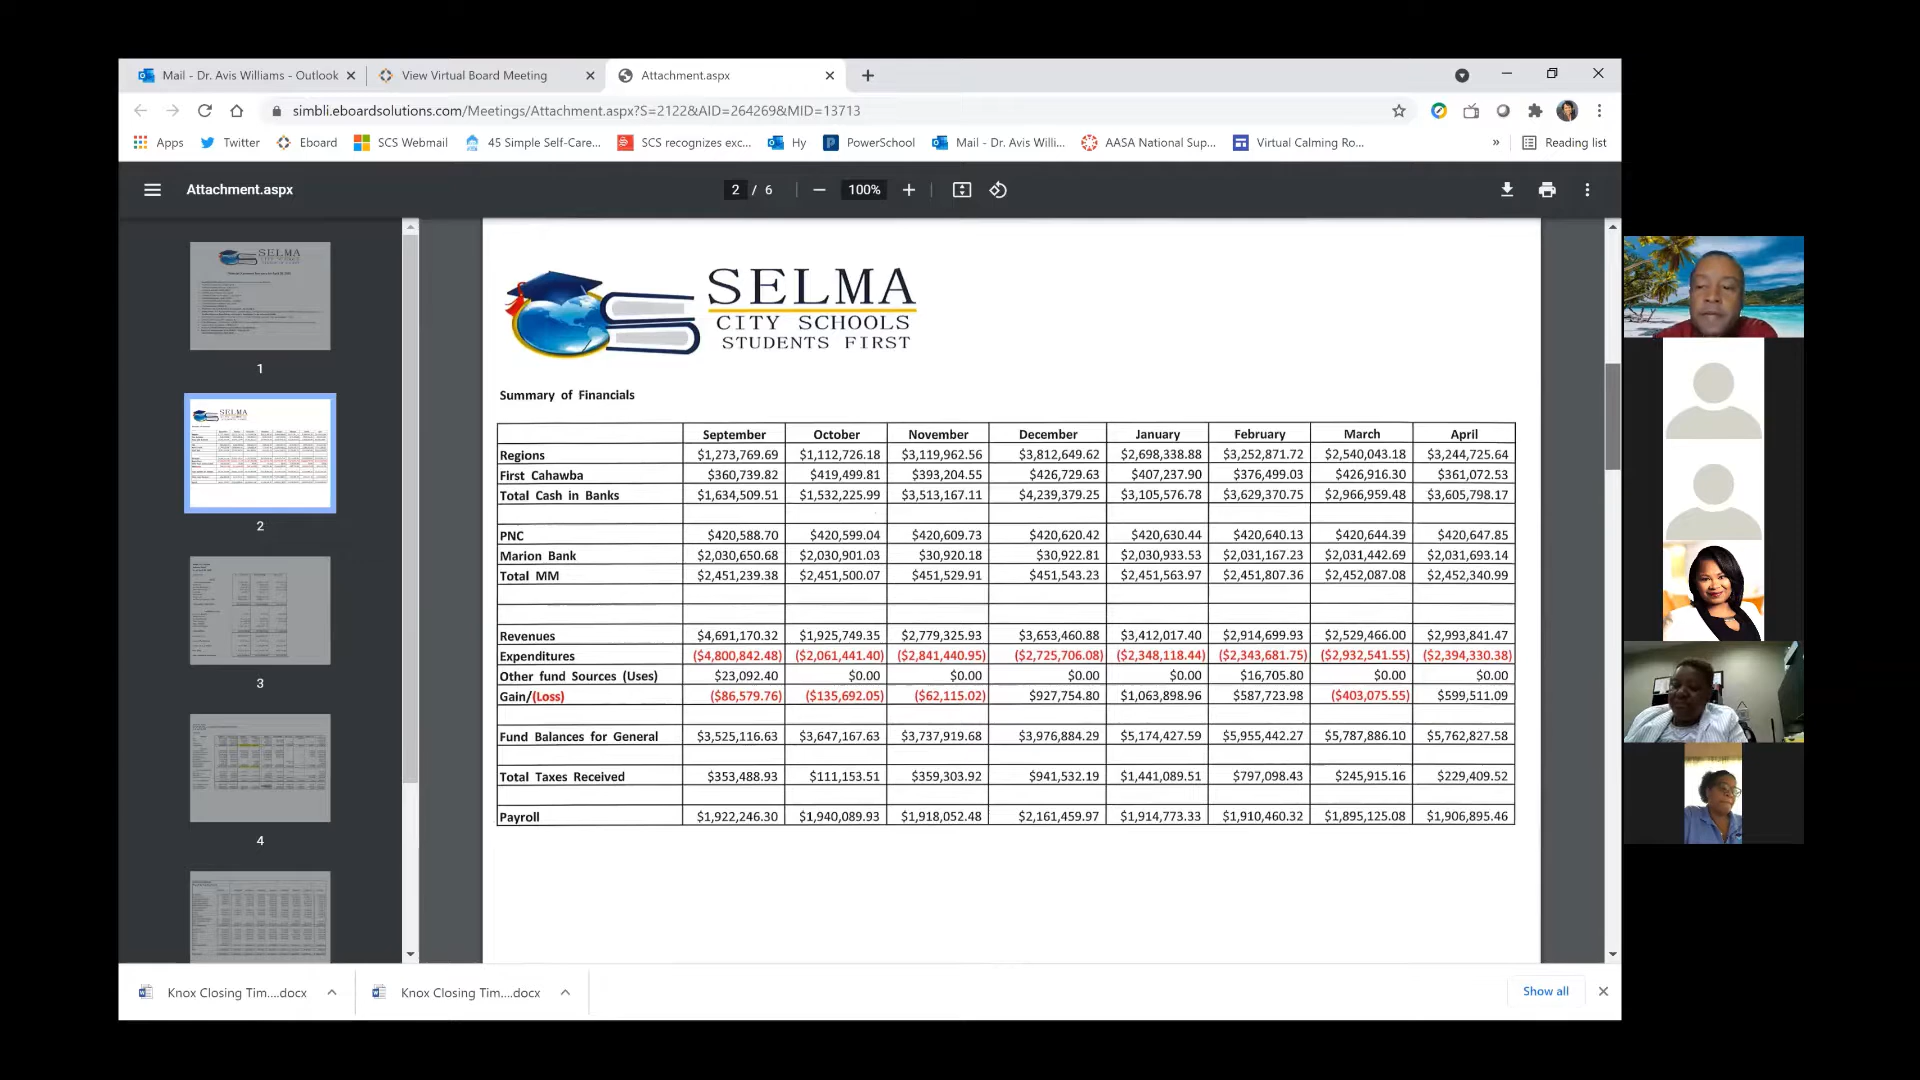 Mail - Dr. Avis Williams - Outlook
View Virtual Board Meeting
Attachment.aspx
simbli.eboardsolutions.com/Meetings/Attachment.aspx?S=2122&AID=264269&MID=13713
Apps Twitter Eboard SCS Webmail 45 Simple Self-Care... SCS recognizes exc... Hy PowerSchool Mail - Dr. Avis Willi... AASA National Sup... Virtual Calming Ro... » Reading list
Attachment.aspx 2 / 6 — 100% +
SELMA
CITY SCHOOLS
STUDENTS FIRST
Summary of Financials
September October November December January February March April
Regions $1,273,769.69 $1,112,726.18 $3,119,962.56 $3,812,649.62 $2,698,338.88 $3,252,871.72 $2,540,043.18 $3,244,725.64
First Cahawba $360,739.82 $419,499.81 $393,204.55 $426,729.63 $407,237.90 $376,499.03 $426,916.30 $361,072.53
Total Cash in Banks $1,634,509.51 $1,532,225.99 $3,513,167.11 $4,239,379.25 $3,105,576.78 $3,629,370.75 $2,966,959.48 $3,605,798.17
PNC $420,588.70 $420,599.04 $420,609.73 $420,620.42 $420,630.44 $420,640.13 $420,644.39 $420,647.85
Marion Bank $2,030,650.68 $2,030,901.03 $30,920.18 $30,922.81 $2,030,933.53 $2,031,167.23 $2,031,442.69 $2,031,693.14
Total MM $2,451,239.38 $2,451,500.07 $451,529.91 $451,543.23 $2,451,563.97 $2,451,807.36 $2,452,087.08 $2,452,340.99
Revenues $4,691,170.32 $1,925,749.35 $2,779,325.93 $3,653,460.88 $3,412,017.40 $2,914,699.93 $2,529,466.00 $2,993,841.47
Expenditures ($4,800,842.48) ($2,061,441.40) ($2,841,440.95) ($2,725,706.08) ($2,348,118.44) ($2,343,681.75) ($2,932,541.55) ($2,394,330.38)
Other fund Sources (Uses) $23,092.40 $0.00 $0.00 $0.00 $0.00 $16,705.80 $0.00 $0.00
Gain/(Loss) ($86,579.76) ($135,692.05) ($62,115.02) $927,754.80 $1,063,898.96 $587,723.98 ($403,075.55) $599,511.09
Fund Balances for General $3,525,116.63 $3,647,167.63 $3,737,919.68 $3,976,884.29 $5,174,427.59 $5,955,442.27 $5,787,886.10 $5,762,827.58
Total Taxes Received $353,488.93 $111,153.51 $359,303.92 $941,532.19 $1,441,089.51 $797,098.43 $245,915.16 $229,409.52
Payroll $1,922,246.30 $1,940,089.93 $1,918,052.48 $2,161,459.97 $1,914,773.33 $1,910,460.32 $1,895,125.08 $1,906,895.46
SELMA
1
SELMA
2
3
4
Knox Closing Tim....docx
Knox Closing Tim....docx
Show all